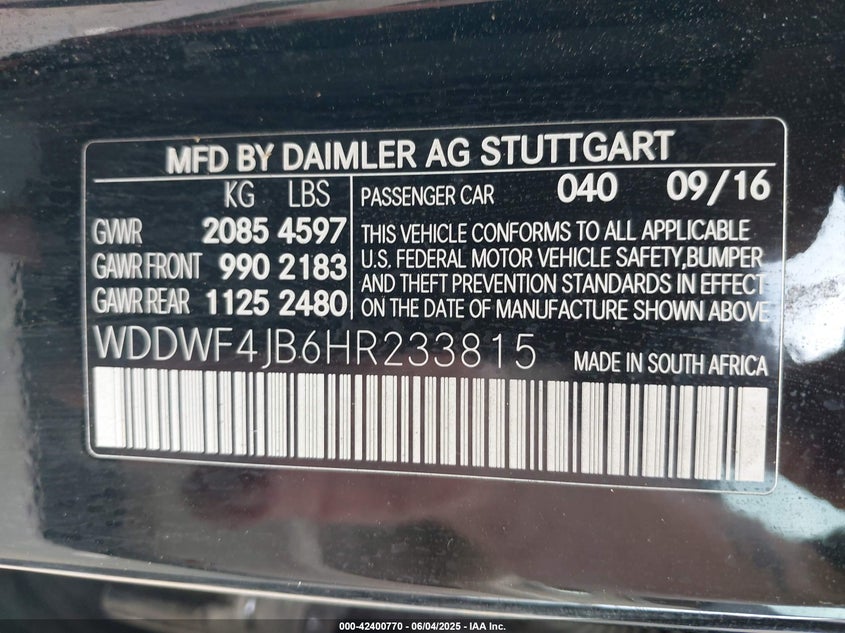 MFD BY DAIMLER AG STUTTGART
KG LBS
GVWR 2085 4597
GAWR FRONT 990 2183
GAWR REAR 1125 2480
PASSENGER CAR 040 09/16
THIS VEHICLE CONFORMS TO ALL APPLICABLE
U.S. FEDERAL MOTOR VEHICLE SAFETY,BUMPER
AND THEFT PREVENTION STANDARDS IN EFFECT
ON THE DATE OF MANUFACTURE SHOWN ABOVE
WDDWF4JB6HR233815 MADE IN SOUTH AFRICA
000-42400770 - 06/04/2025 - IAA Inc.